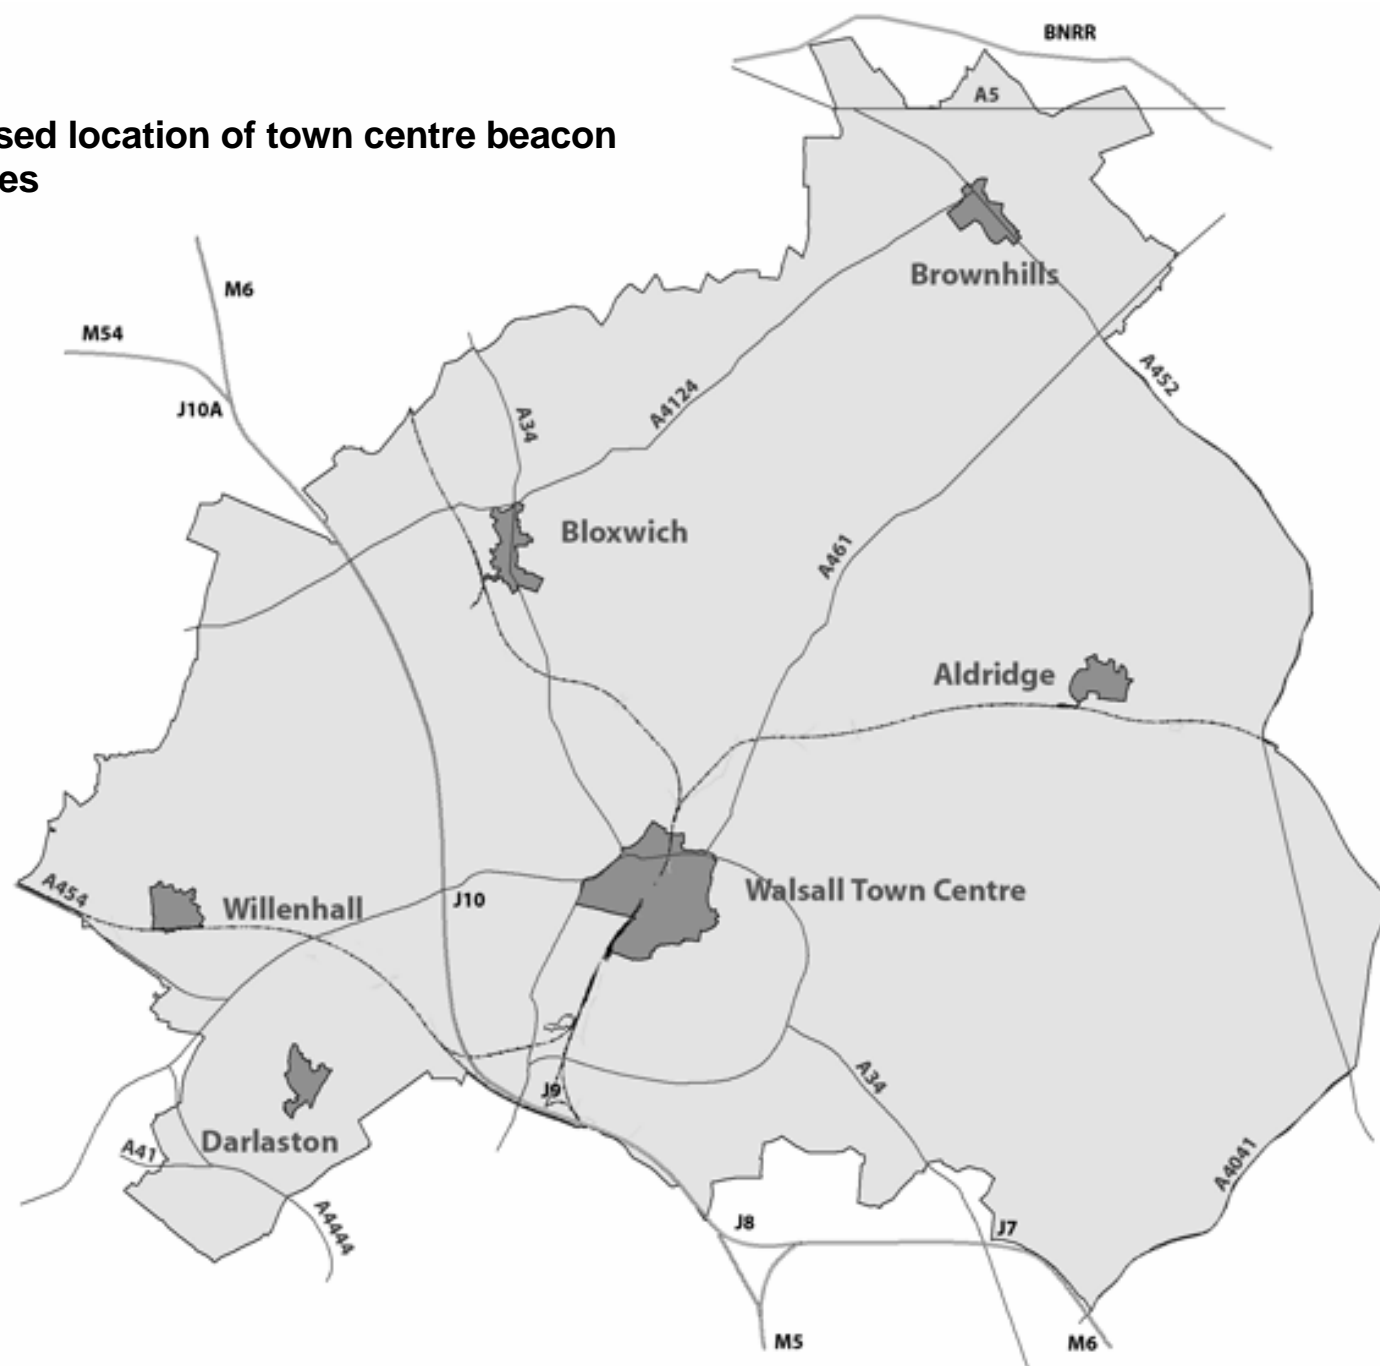 BNRR
A5
sed location of town centre beacon
es
Brownhills
M6
M54
A452
J10A
A34
A4124
Bloxwich
A461
Aldridge
A454
Willenhall
J10
Walsall Town Centre
J9
A34
Darlaston
A41
A4041
A4444
J8
J7
M5
M6